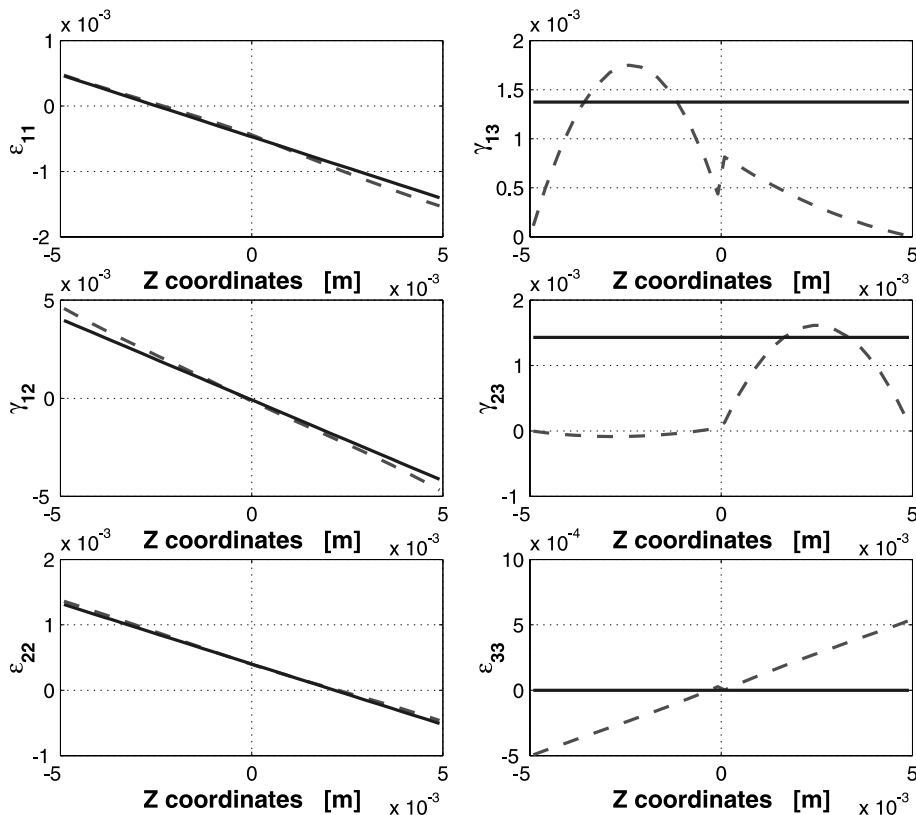 x 10⁻³
1
0
-1
-2
-5
0
5
ε₁₁
Z coordinates [m]
x 10⁻³
x 10⁻³
2
1.5
1
0.5
0
-5
0
5
γ₁₃
Z coordinates [m]
x 10⁻³
x 10⁻³
5
0
-5
-5
0
5
γ₁₂
Z coordinates [m]
x 10⁻³
x 10⁻³
2
1
0
-1
-5
0
5
γ₂₃
Z coordinates [m]
x 10⁻³
x 10⁻³
2
1
0
-1
-5
0
5
ε₂₂
Z coordinates [m]
x 10⁻³
x 10⁻⁴
10
5
0
-5
-5
0
5
ε₃₃
Z coordinates [m]
x 10⁻³